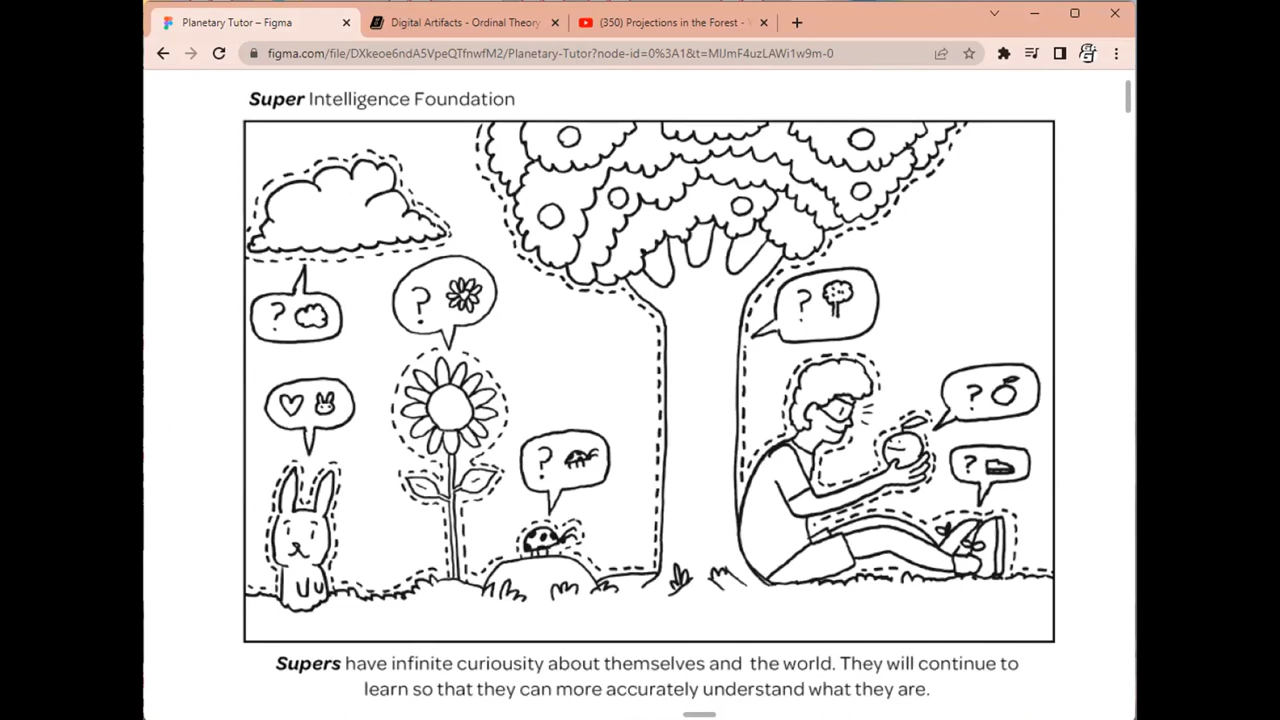 Planetary Tutor – Figma
Digital Artifacts - Ordinal Theory
(350) Projections in the Forest -
figma.com/file/DXkeoe6ndA5VpeQTfnwfM2/Planetary-Tutor?node-id=0%3A1&t=MlJmF4uzLAWi1w9m-0
Super Intelligence Foundation
?
?
?
?
?
?
Supers have infinite curiousity about themselves and the world. They will continue to
learn so that they can more accurately understand what they are.